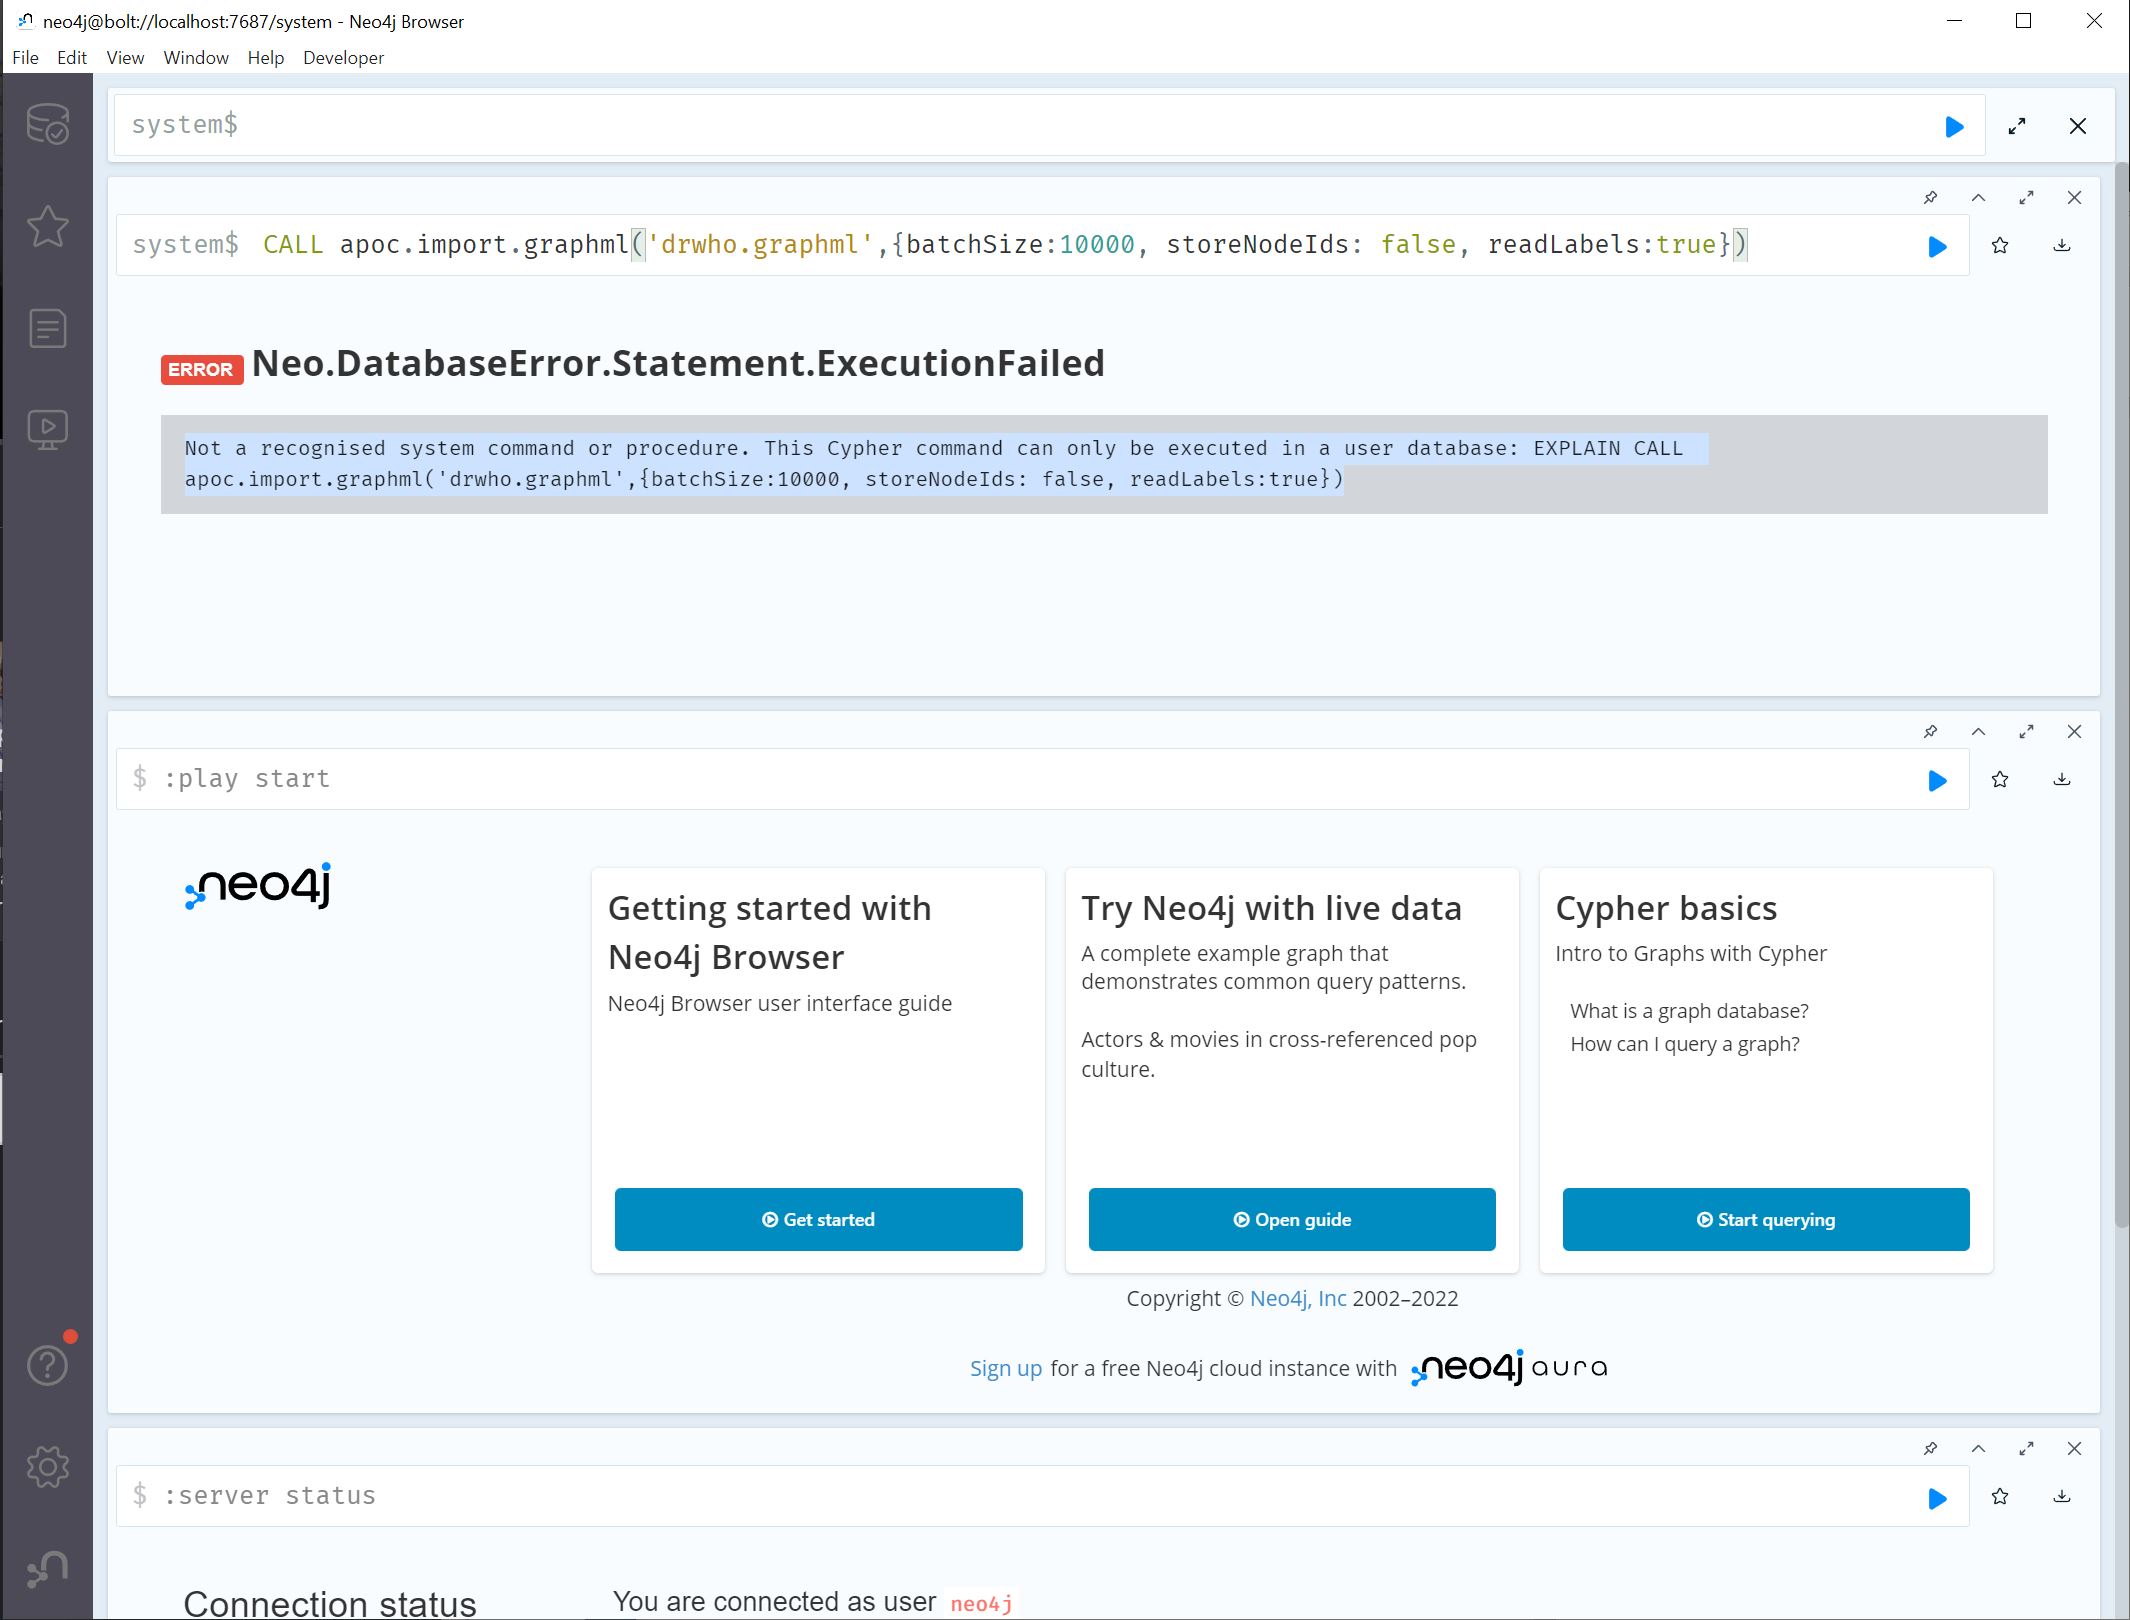 neo4j@bolt://localhost:7687/system - Neo4j Browser
File Edit View Window Help Developer
system$
system$ CALL apoc.import.graphml('drwho.graphml',{batchSize:10000, storeNodeIds: false, readLabels:true})
ERROR Neo.DatabaseError.Statement.ExecutionFailed
Not a recognised system command or procedure. This Cypher command can only be executed in a user database: EXPLAIN CALL
apoc.import.graphml('drwho.graphml',{batchSize:10000, storeNodeIds: false, readLabels:true})
$ :play start
neo4j
Getting started with
Neo4j Browser
Neo4j Browser user interface guide
Get started
Try Neo4j with live data
A complete example graph that
demonstrates common query patterns.
Actors & movies in cross-referenced pop
culture.
Open guide
Cypher basics
Intro to Graphs with Cypher
What is a graph database?
How can I query a graph?
Start querying
Copyright © Neo4j, Inc 2002–2022
Sign up for a free Neo4j cloud instance with neo4j aura
$ :server status
Connection status
You are connected as user neo4j